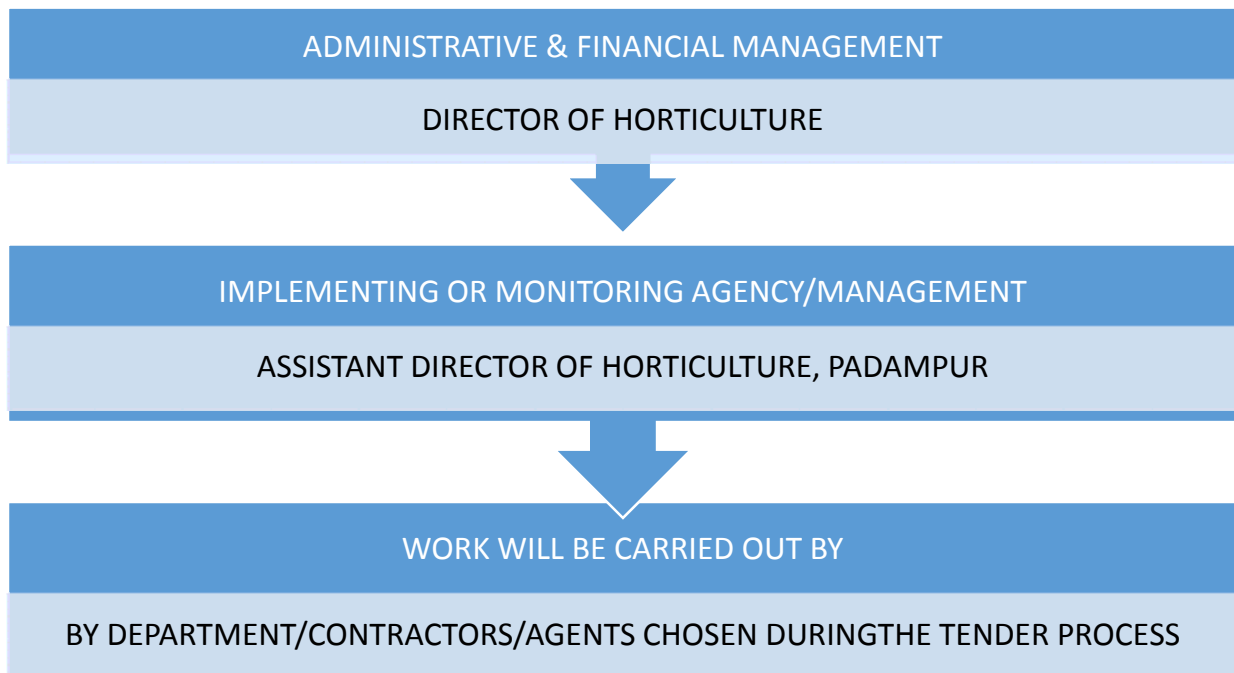 ADMINISTRATIVE & FINANCIAL MANAGEMENT
DIRECTOR OF HORTICULTURE
IMPLEMENTING OR MONITORING AGENCY/MANAGEMENT
ASSISTANT DIRECTOR OF HORTICULTURE, PADAMPUR
WORK WILL BE CARRIED OUT BY
BY DEPARTMENT/CONTRACTORS/AGENTS CHOSEN DURINGTHE TENDER PROCESS